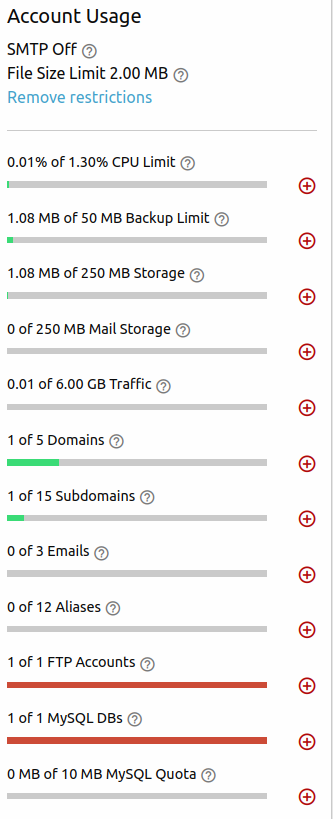 Account Usage
SMTP Off
File Size Limit 2.00 MB
Remove restrictions
0.01% of 1.30% CPU Limit
1.08 MB of 50 MB Backup Limit
1.08 MB of 250 MB Storage
0 of 250 MB Mail Storage
0.01 of 6.00 GB Traffic
1 of 5 Domains
1 of 15 Subdomains
0 of 3 Emails
0 of 12 Aliases
1 of 1 FTP Accounts
1 of 1 MySQL DBs
0 MB of 10 MB MySQL Quota